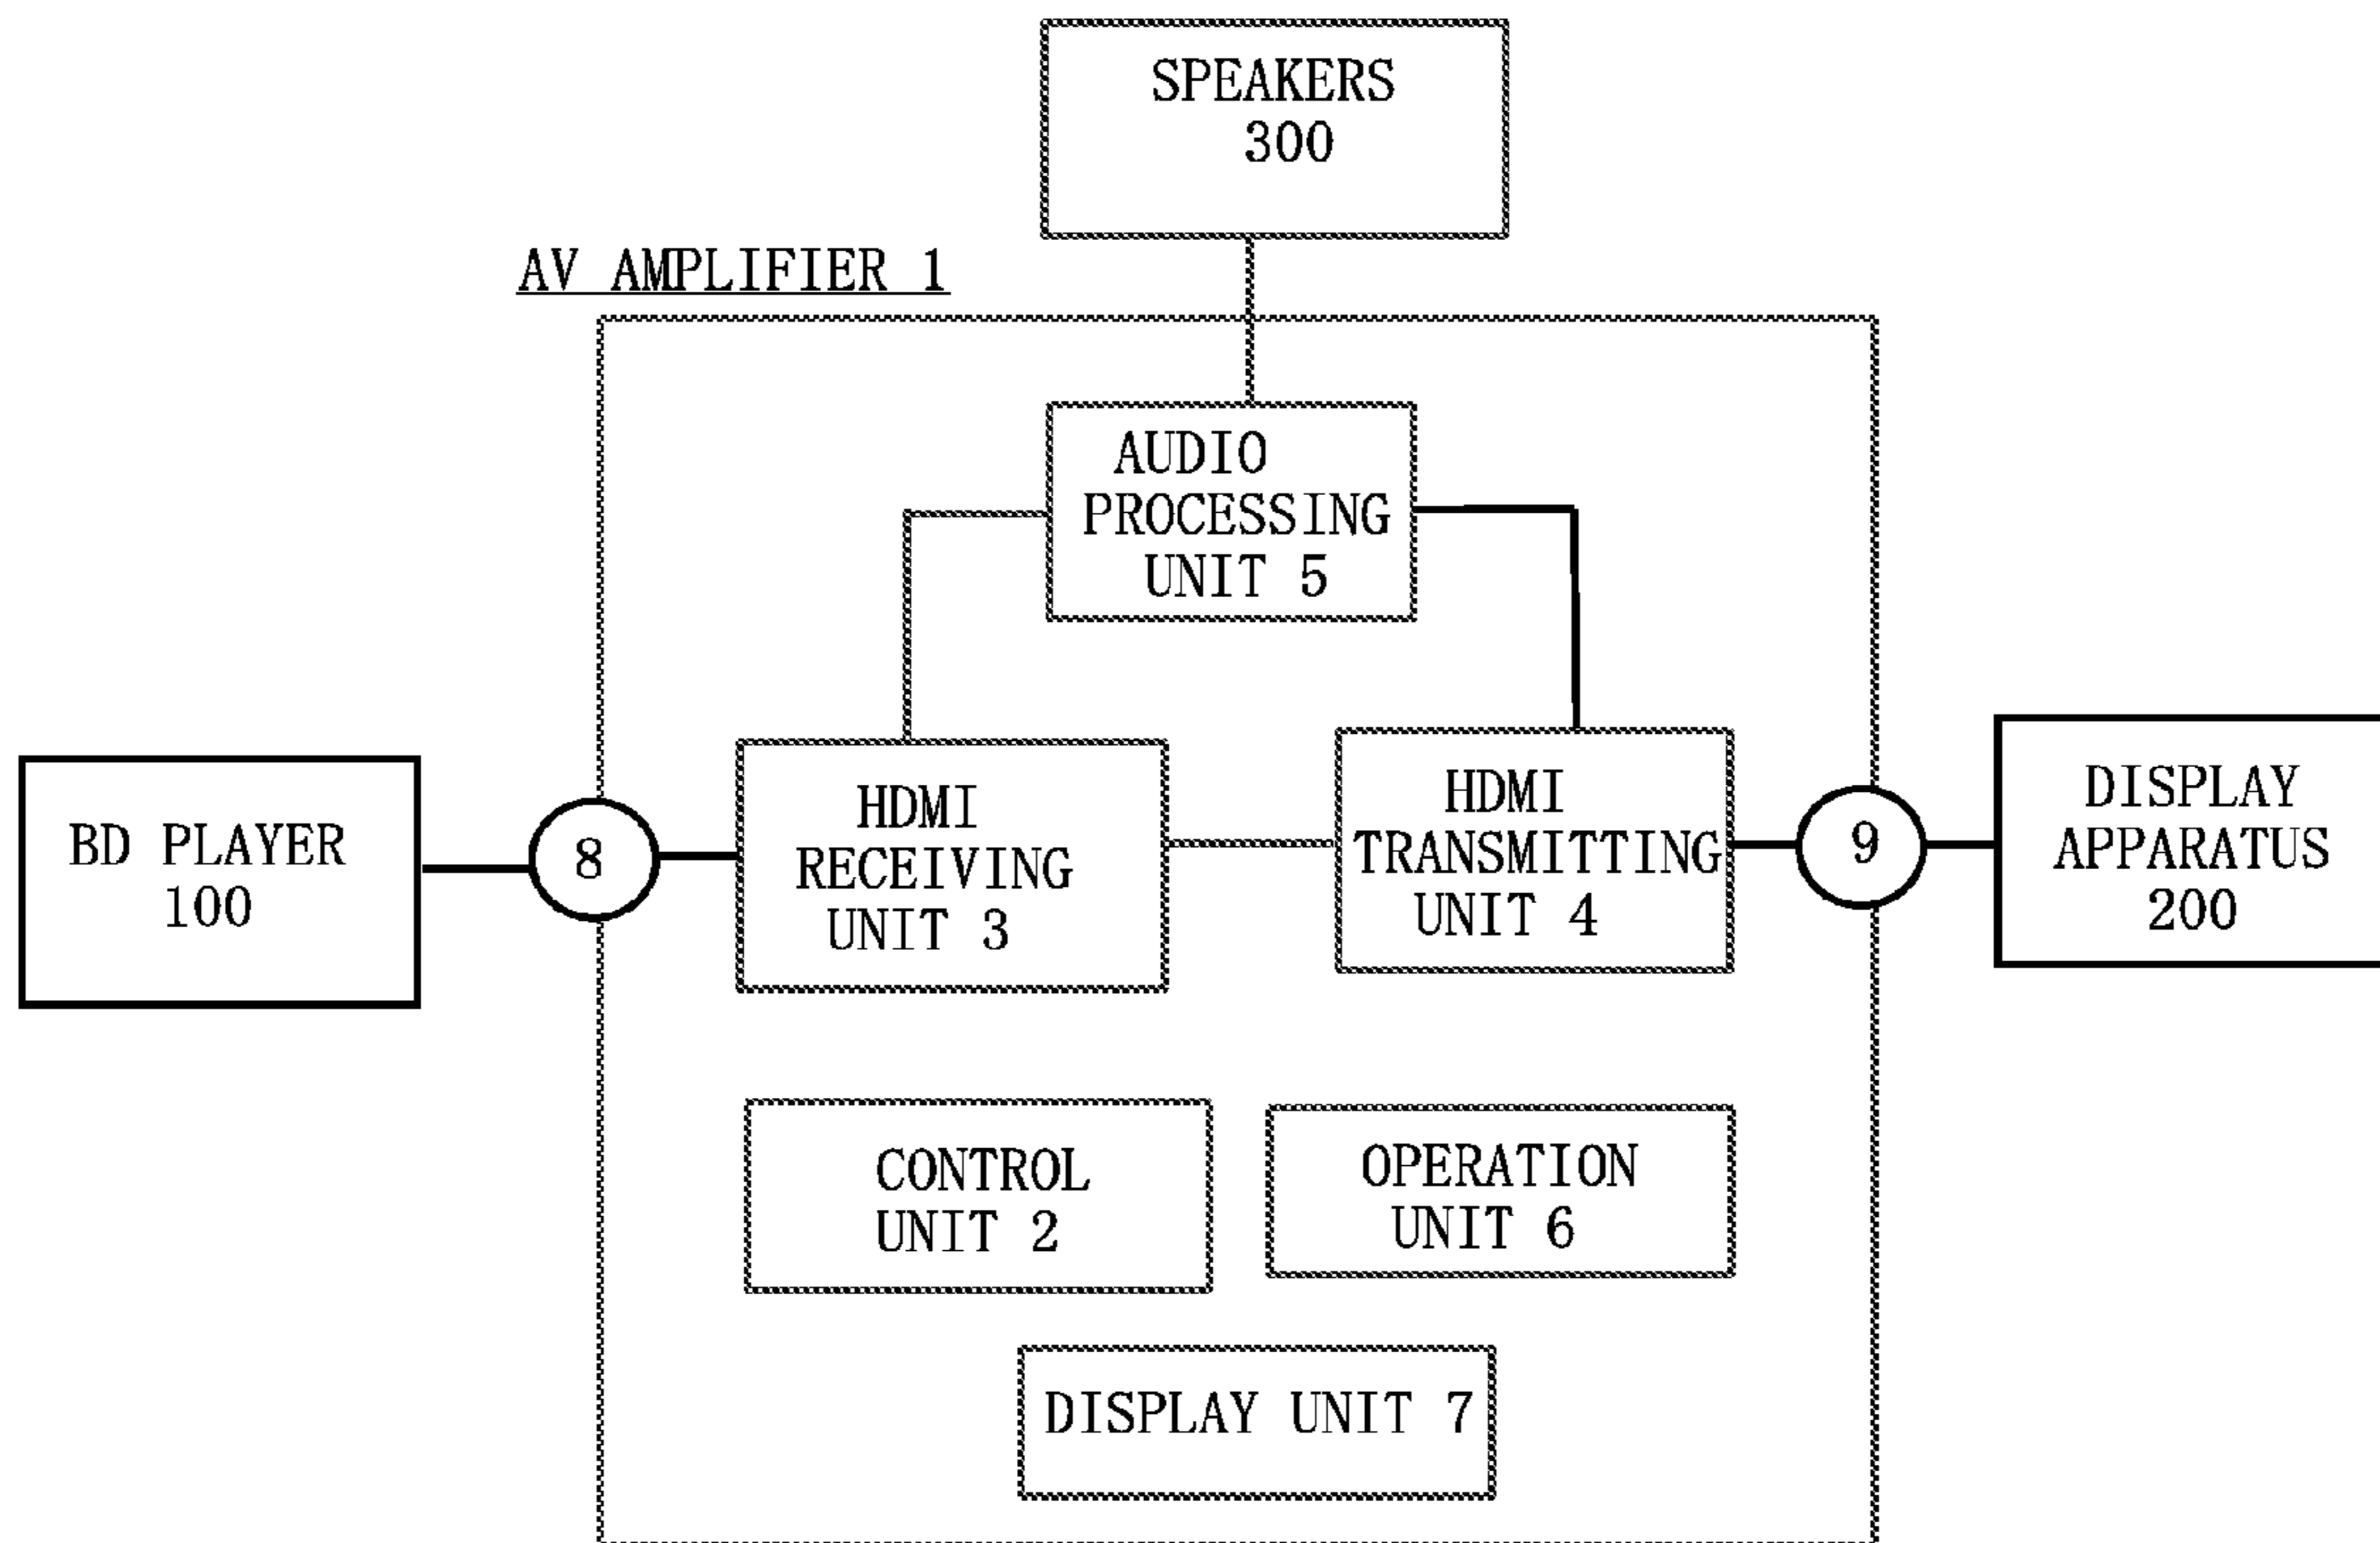 SPEAKERS
300
AV AMPLIFIER 1
AUDIO
PROCESSING
UNIT 5
BD PLAYER
100
8
HDMI
RECEIVING
UNIT 3
HDMI
TRANSMITTING
UNIT 4
9
DISPLAY
APPARATUS
200
CONTROL
UNIT 2
OPERATION
UNIT 6
DISPLAY UNIT 7